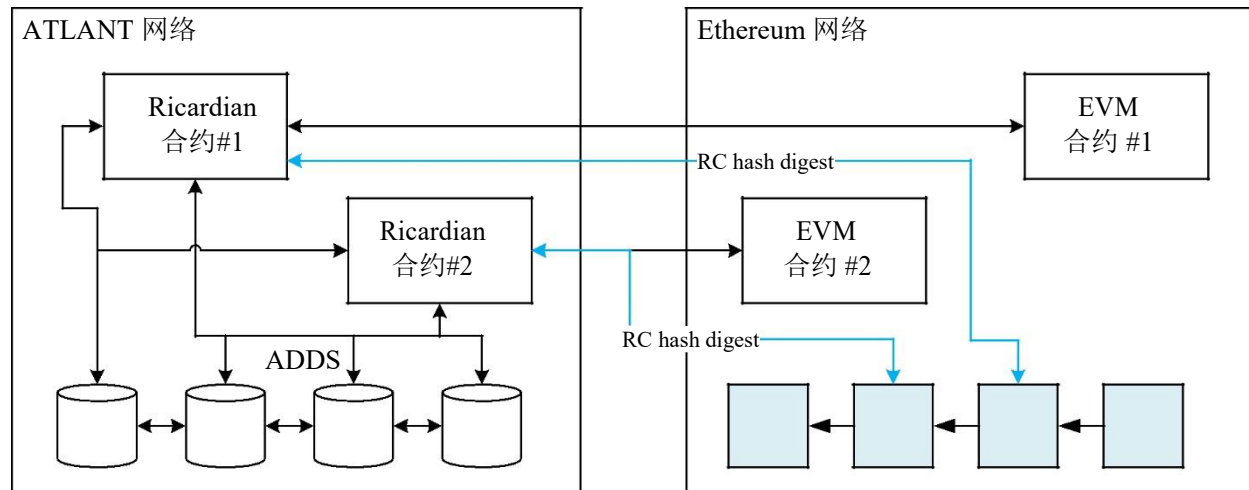 ATLANT 网络
Ethereum 网络
Ricardian
合约#1
EVM
合约 #1
RC hash digest
Ricardian
合约#2
EVM
合约 #2
RC hash digest
ADDS